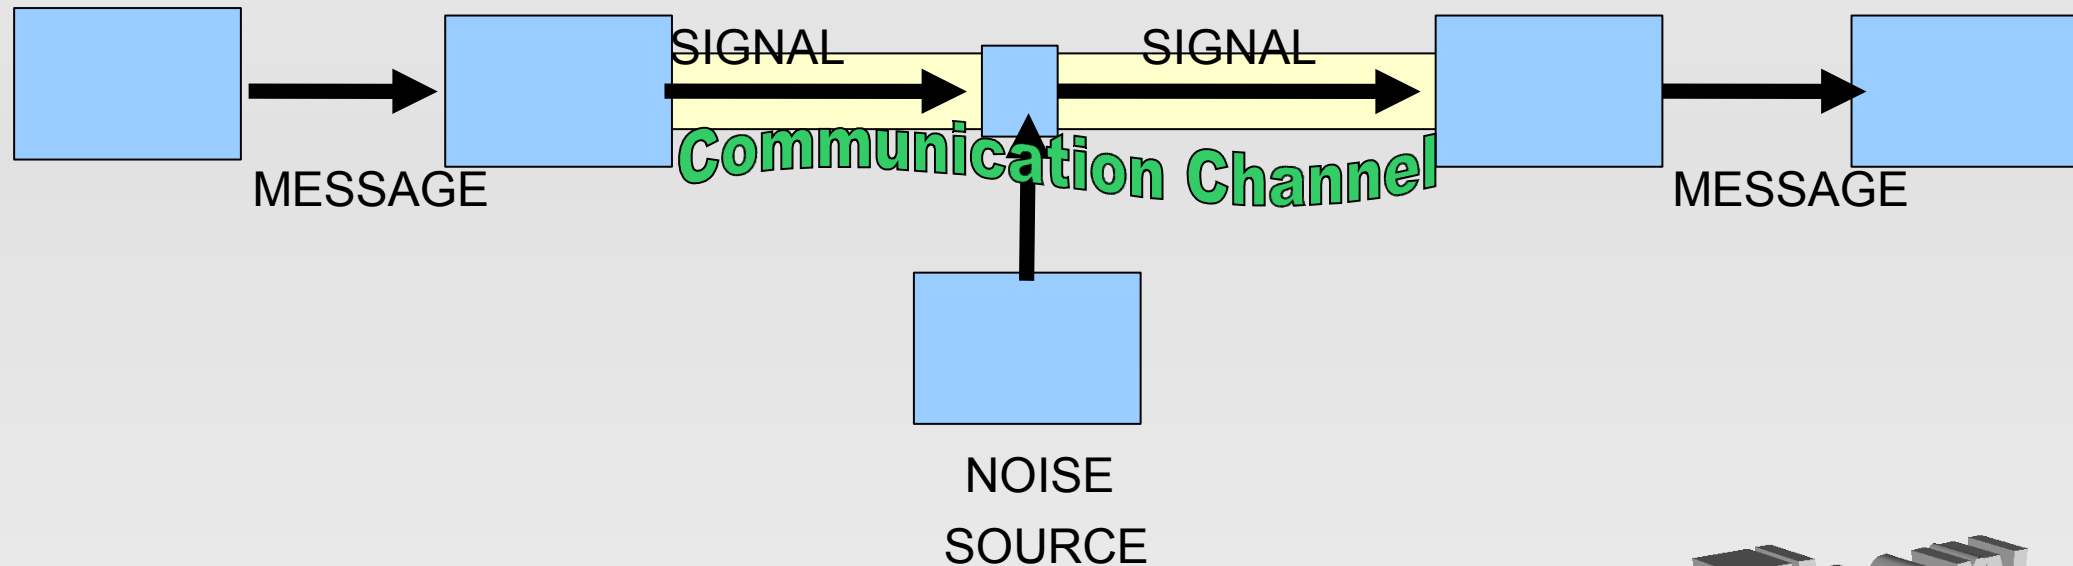 SIGNAL SIGNAL
Communication Channel
MESSAGE MESSAGE
NOISE
SOURCE